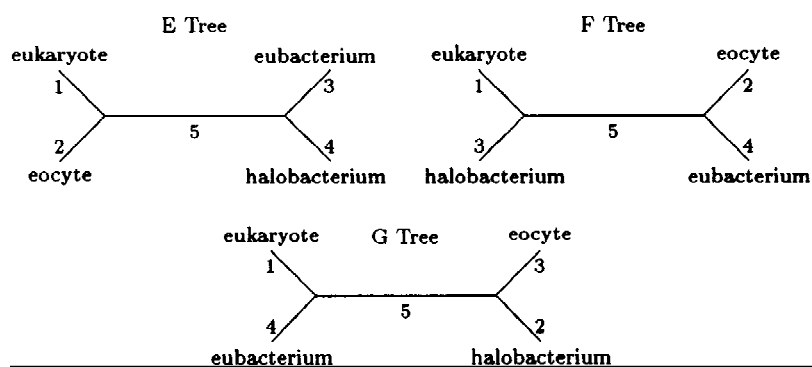 E Tree
F Tree
eukaryote
eubacterium
eukaryote
eocyte
1
3
1
2
5
5
2
4
3
4
eocyte
halobacterium
halobacterium
eubacterium
eukaryote
G Tree
eocyte
1
3
5
4
2
eubacterium
halobacterium